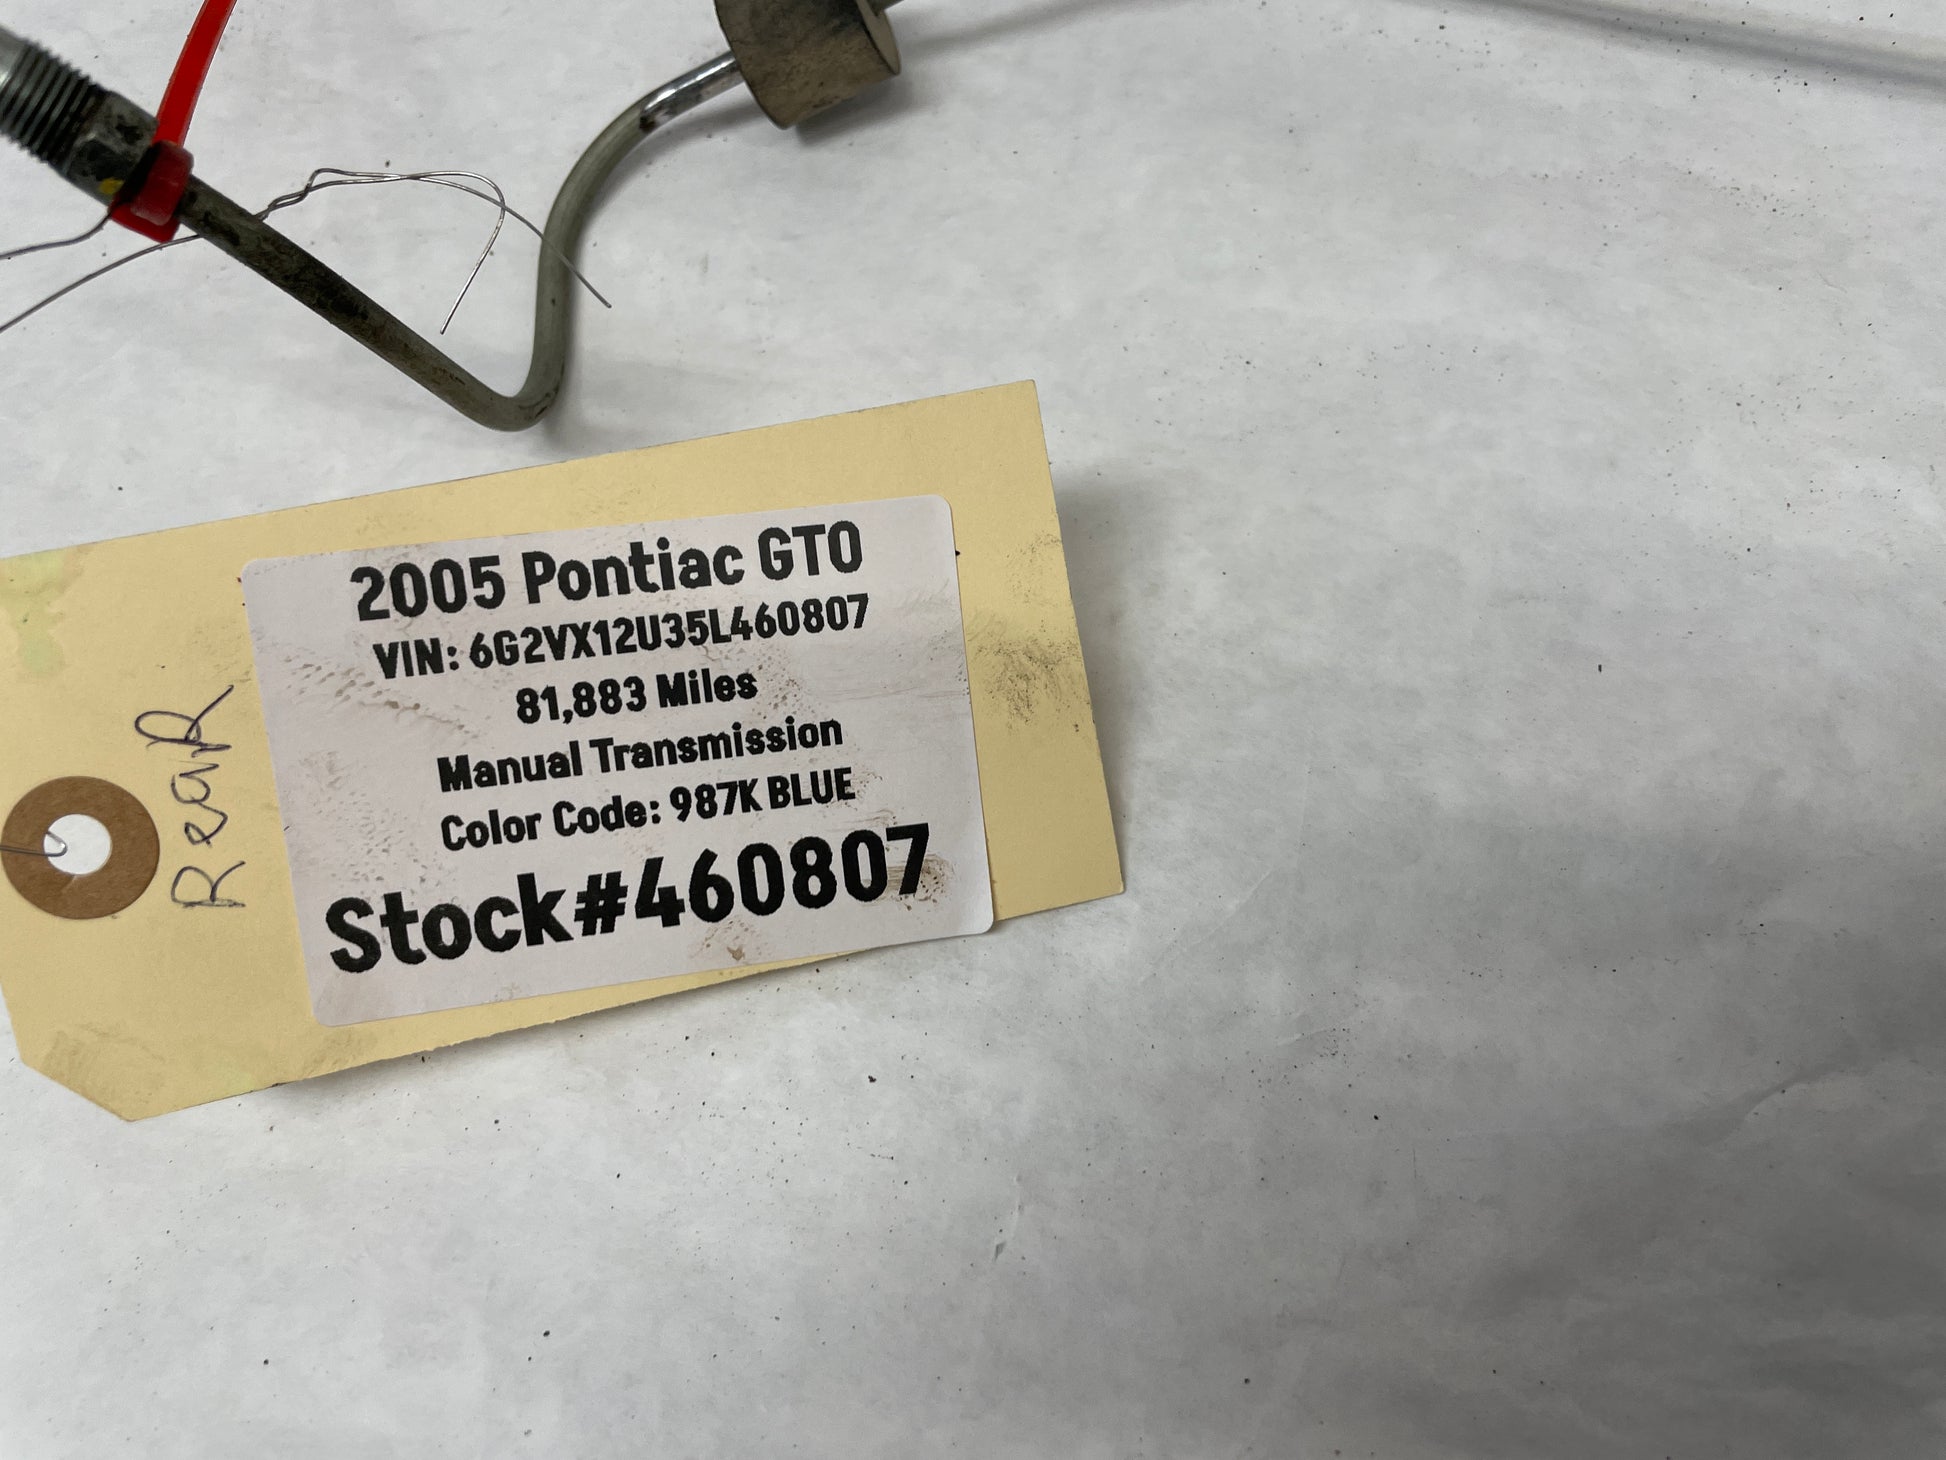 2005 Pontiac GTO
VIN: 6G2VX12U35L460807
81,883 Miles
Manual Transmission
Color Code: 987K BLUE
Stock#460807
ReaR